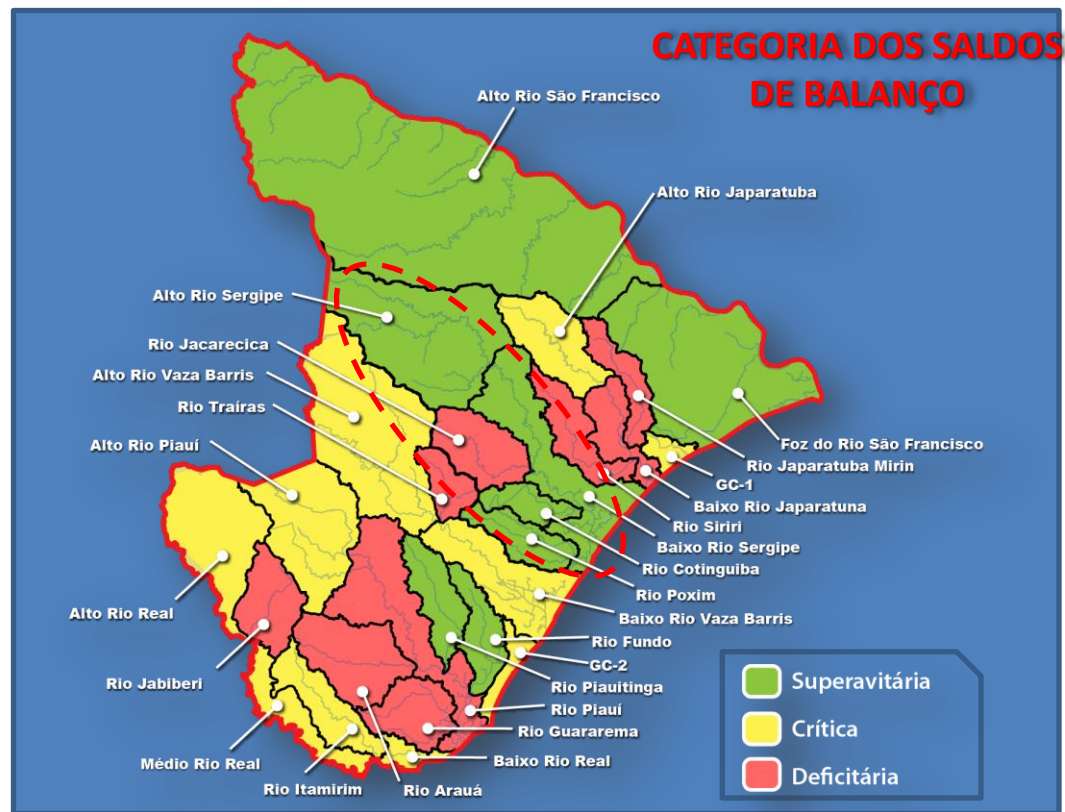 CATEGORIA DOS SALDOS
DE BALANÇO
Alto Rio São Francisco
Alto Rio Japaratuba
Alto Rio Sergipe
Rio Jacarecica
Alto Rio Vaza Barris
Rio Traíras
Alto Rio Piauí
Foz do Rio São Francisco
Rio Japaratuba Mirin
GC-1
Baixo Rio Japaratuna
Rio Siriri
Baixo Rio Sergipe
Rio Cotinguiba
Rio Poxim
Baixo Rio Vaza Barris
Rio Fundo
GC-2
Rio Piauitinga
Rio Piauí
Rio Guararema
Baixo Rio Real
Alto Rio Real
Rio Jabiberi
Médio Rio Real
Rio Itamirim
Rio Arauá
Superavitária
Crítica
Deficitária